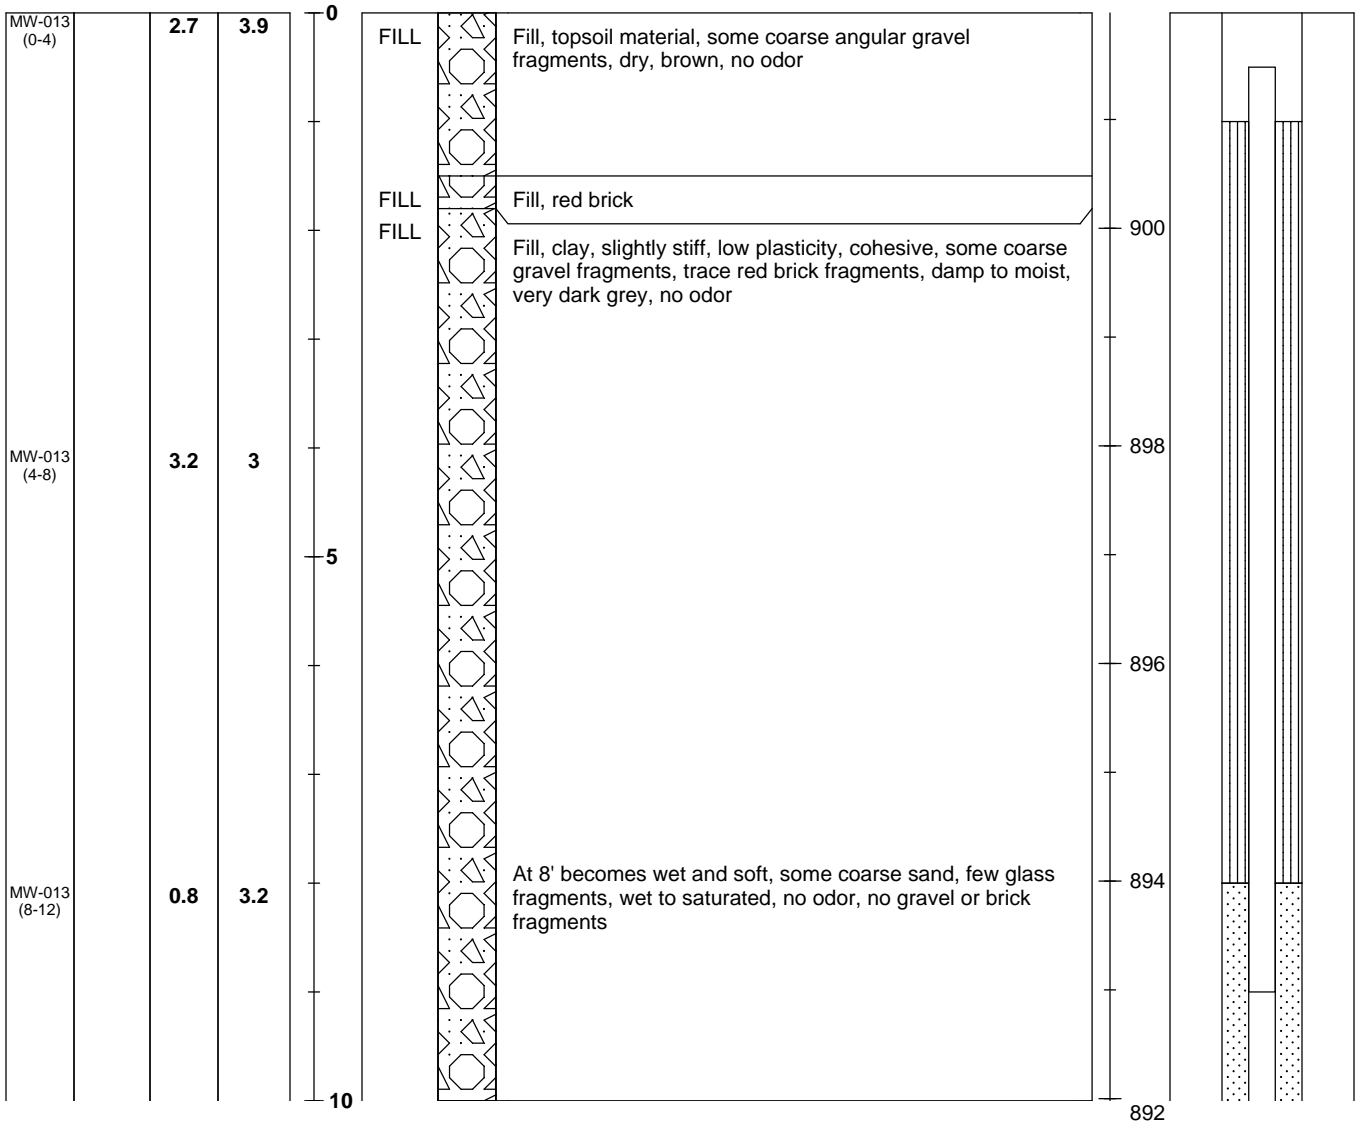 MW-013
(0-4)
2.7
3.9
0
FILL
Fill, topsoil material, some coarse angular gravel
fragments, dry, brown, no odor
FILL
Fill, red brick
FILL
900
Fill, clay, slightly stiff, low plasticity, cohesive, some coarse
gravel fragments, trace red brick fragments, damp to moist,
very dark grey, no odor
898
MW-013
(4-8)
3.2
3
5
896
At 8' becomes wet and soft, some coarse sand, few glass
fragments, wet to saturated, no odor, no gravel or brick
fragments
894
MW-013
(8-12)
0.8
3.2
10
892